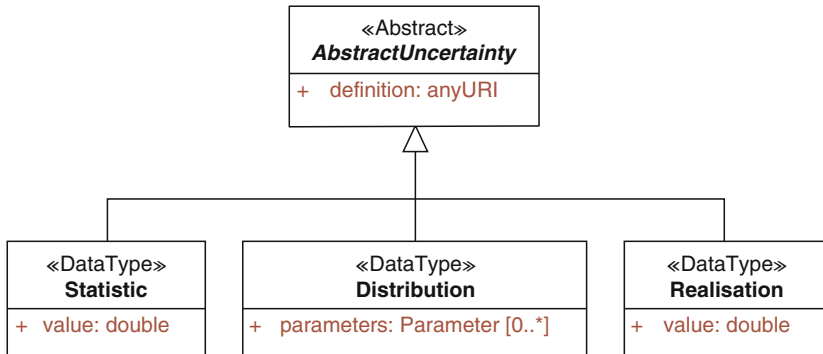 «Abstract»
AbstractUncertainty
+ definition: anyURI
«DataType»
Statistic
+ value: double
«DataType»
Distribution
+ parameters: Parameter [0..*]
«DataType»
Realisation
+ value: double